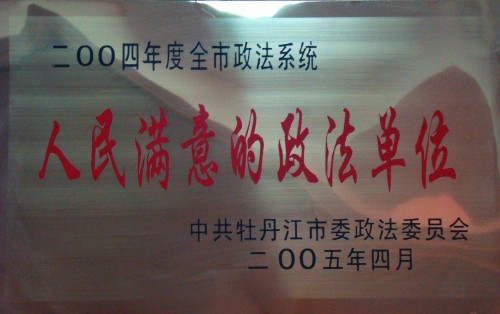 二OO四年度全市政法系统
人民满意的政法单位
中共牡丹江市委政法委员会
二OO五年四月